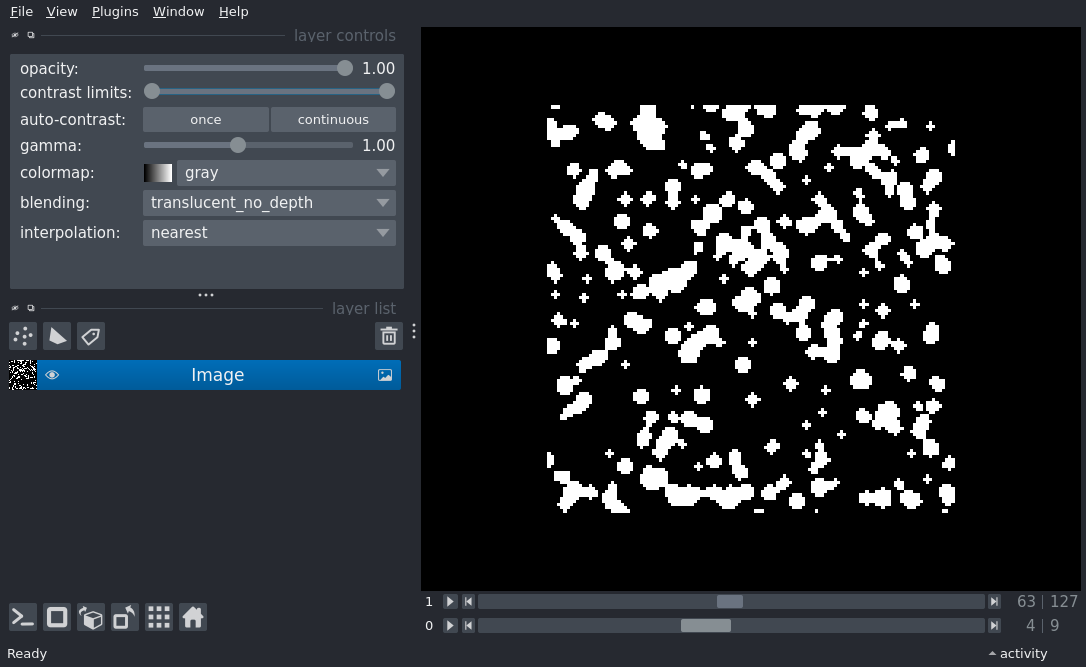 File View Plugins Window Help
layer controls
opacity: 1.00
contrast limits:
auto-contrast: once continuous
gamma: 1.00
colormap: gray
blending: translucent_no_depth
interpolation: nearest
layer list
Image
1 63 | 127
0 4 | 9
Ready activity